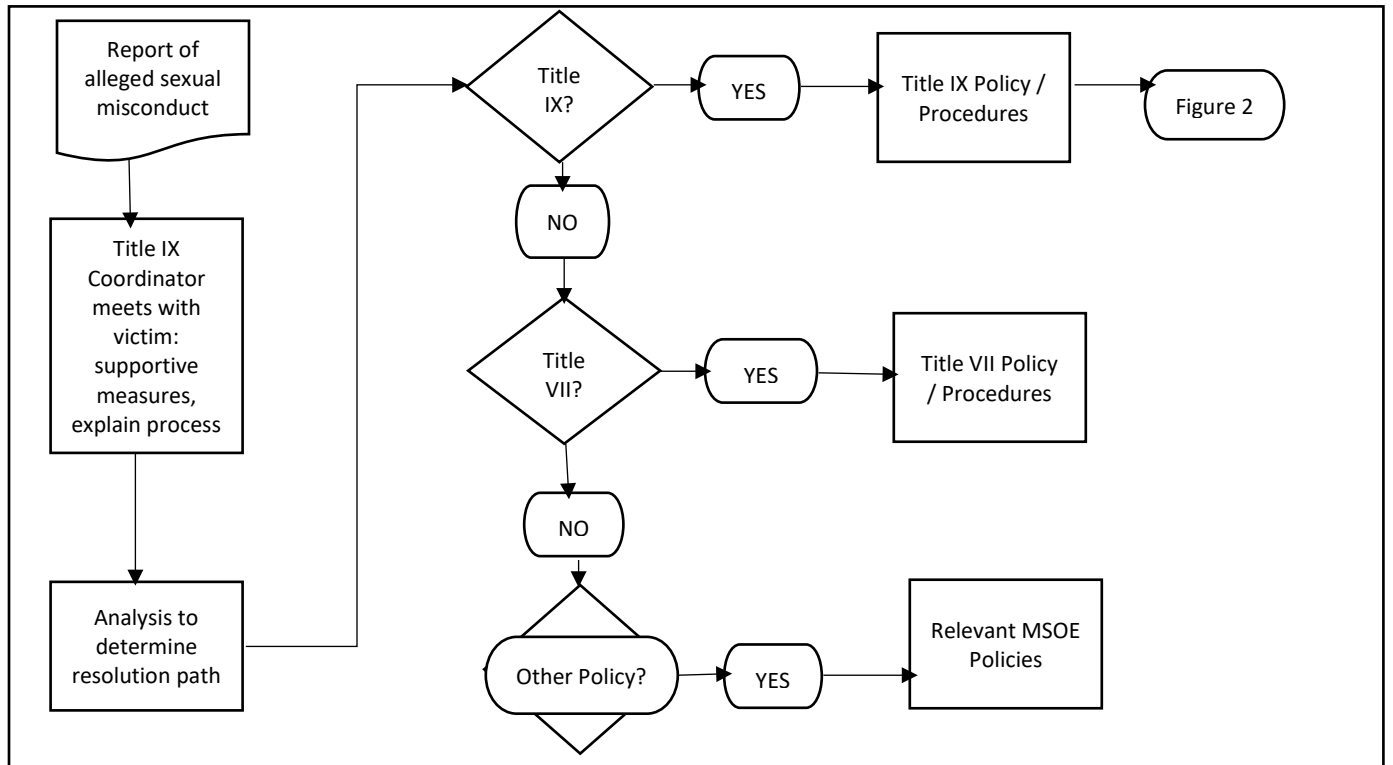 Report of
alleged sexual
misconduct
Title IX
Coordinator
meets with
victim:
supportive
measures,
explain process
Analysis to
determine
resolution path
Title
IX?
YES
Title IX Policy /
Procedures
Figure 2
NO
Title
VII?
YES
Title VII Policy
/ Procedures
NO
Other Policy?
YES
Relevant MSOE
Policies